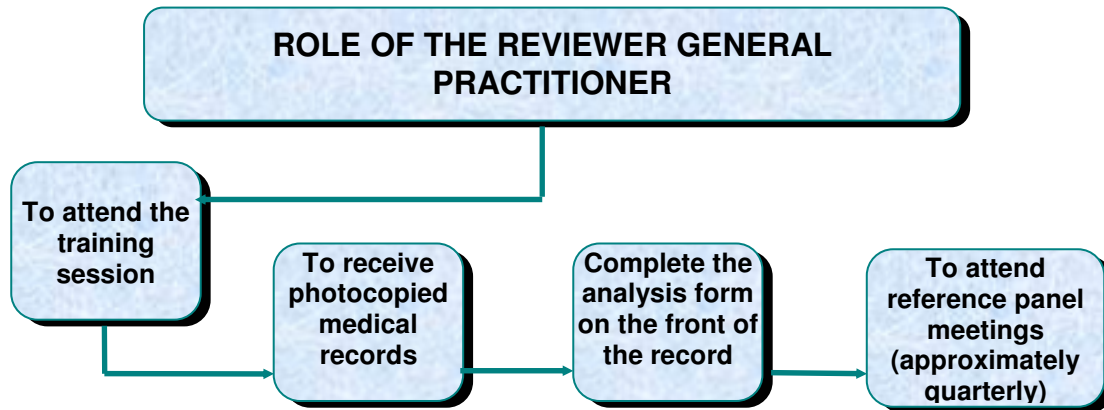 ROLE OF THE REVIEWER GENERAL
PRACTITIONER
To attend the
training
session
To receive
photocopied
medical
records
Complete the
analysis form
on the front of
the record
To attend
reference panel
meetings
(approximately
quarterly)